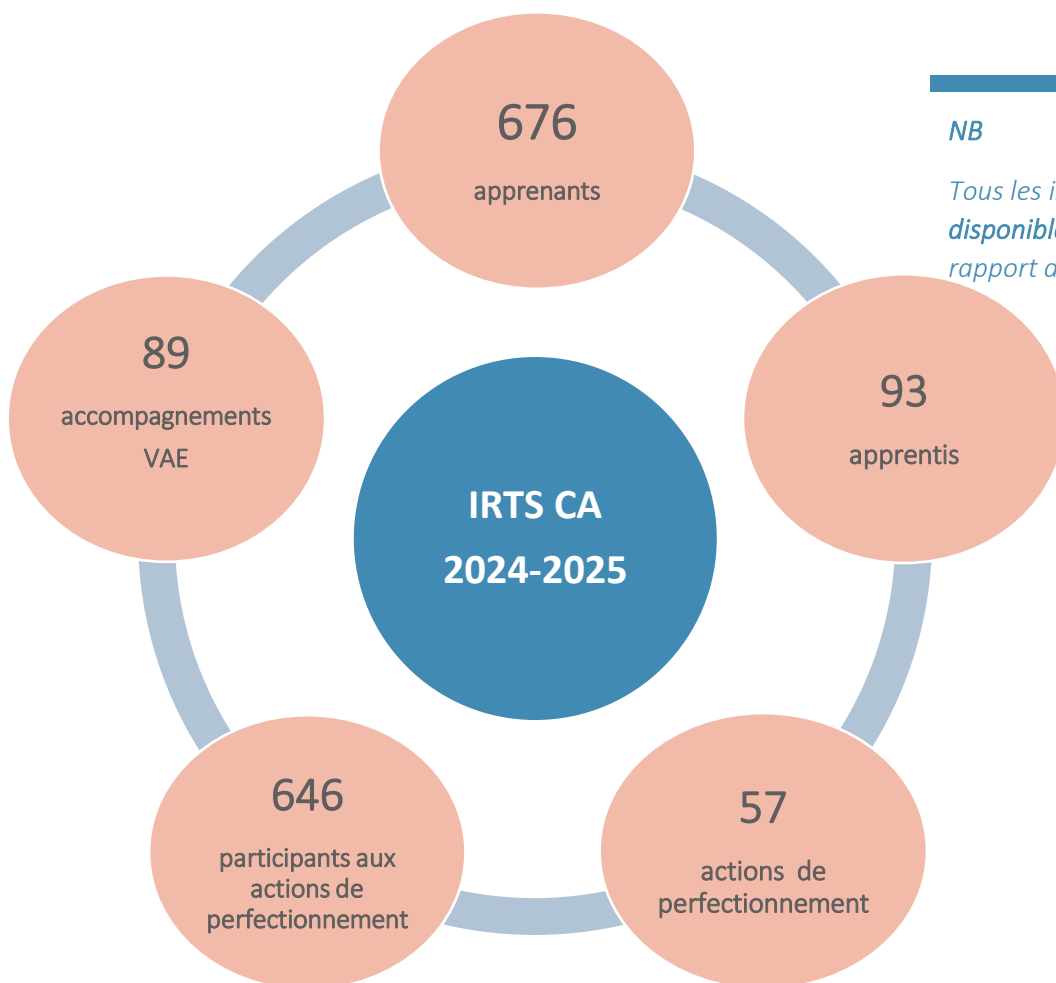 676
apprenants
NB
Tous les
rapport
89
accompagnements
VAE
93
apprentis
IRTS CA
2024-2025
646
participants aux
actions de
perfectionnement
57
actions de
perfectionnement